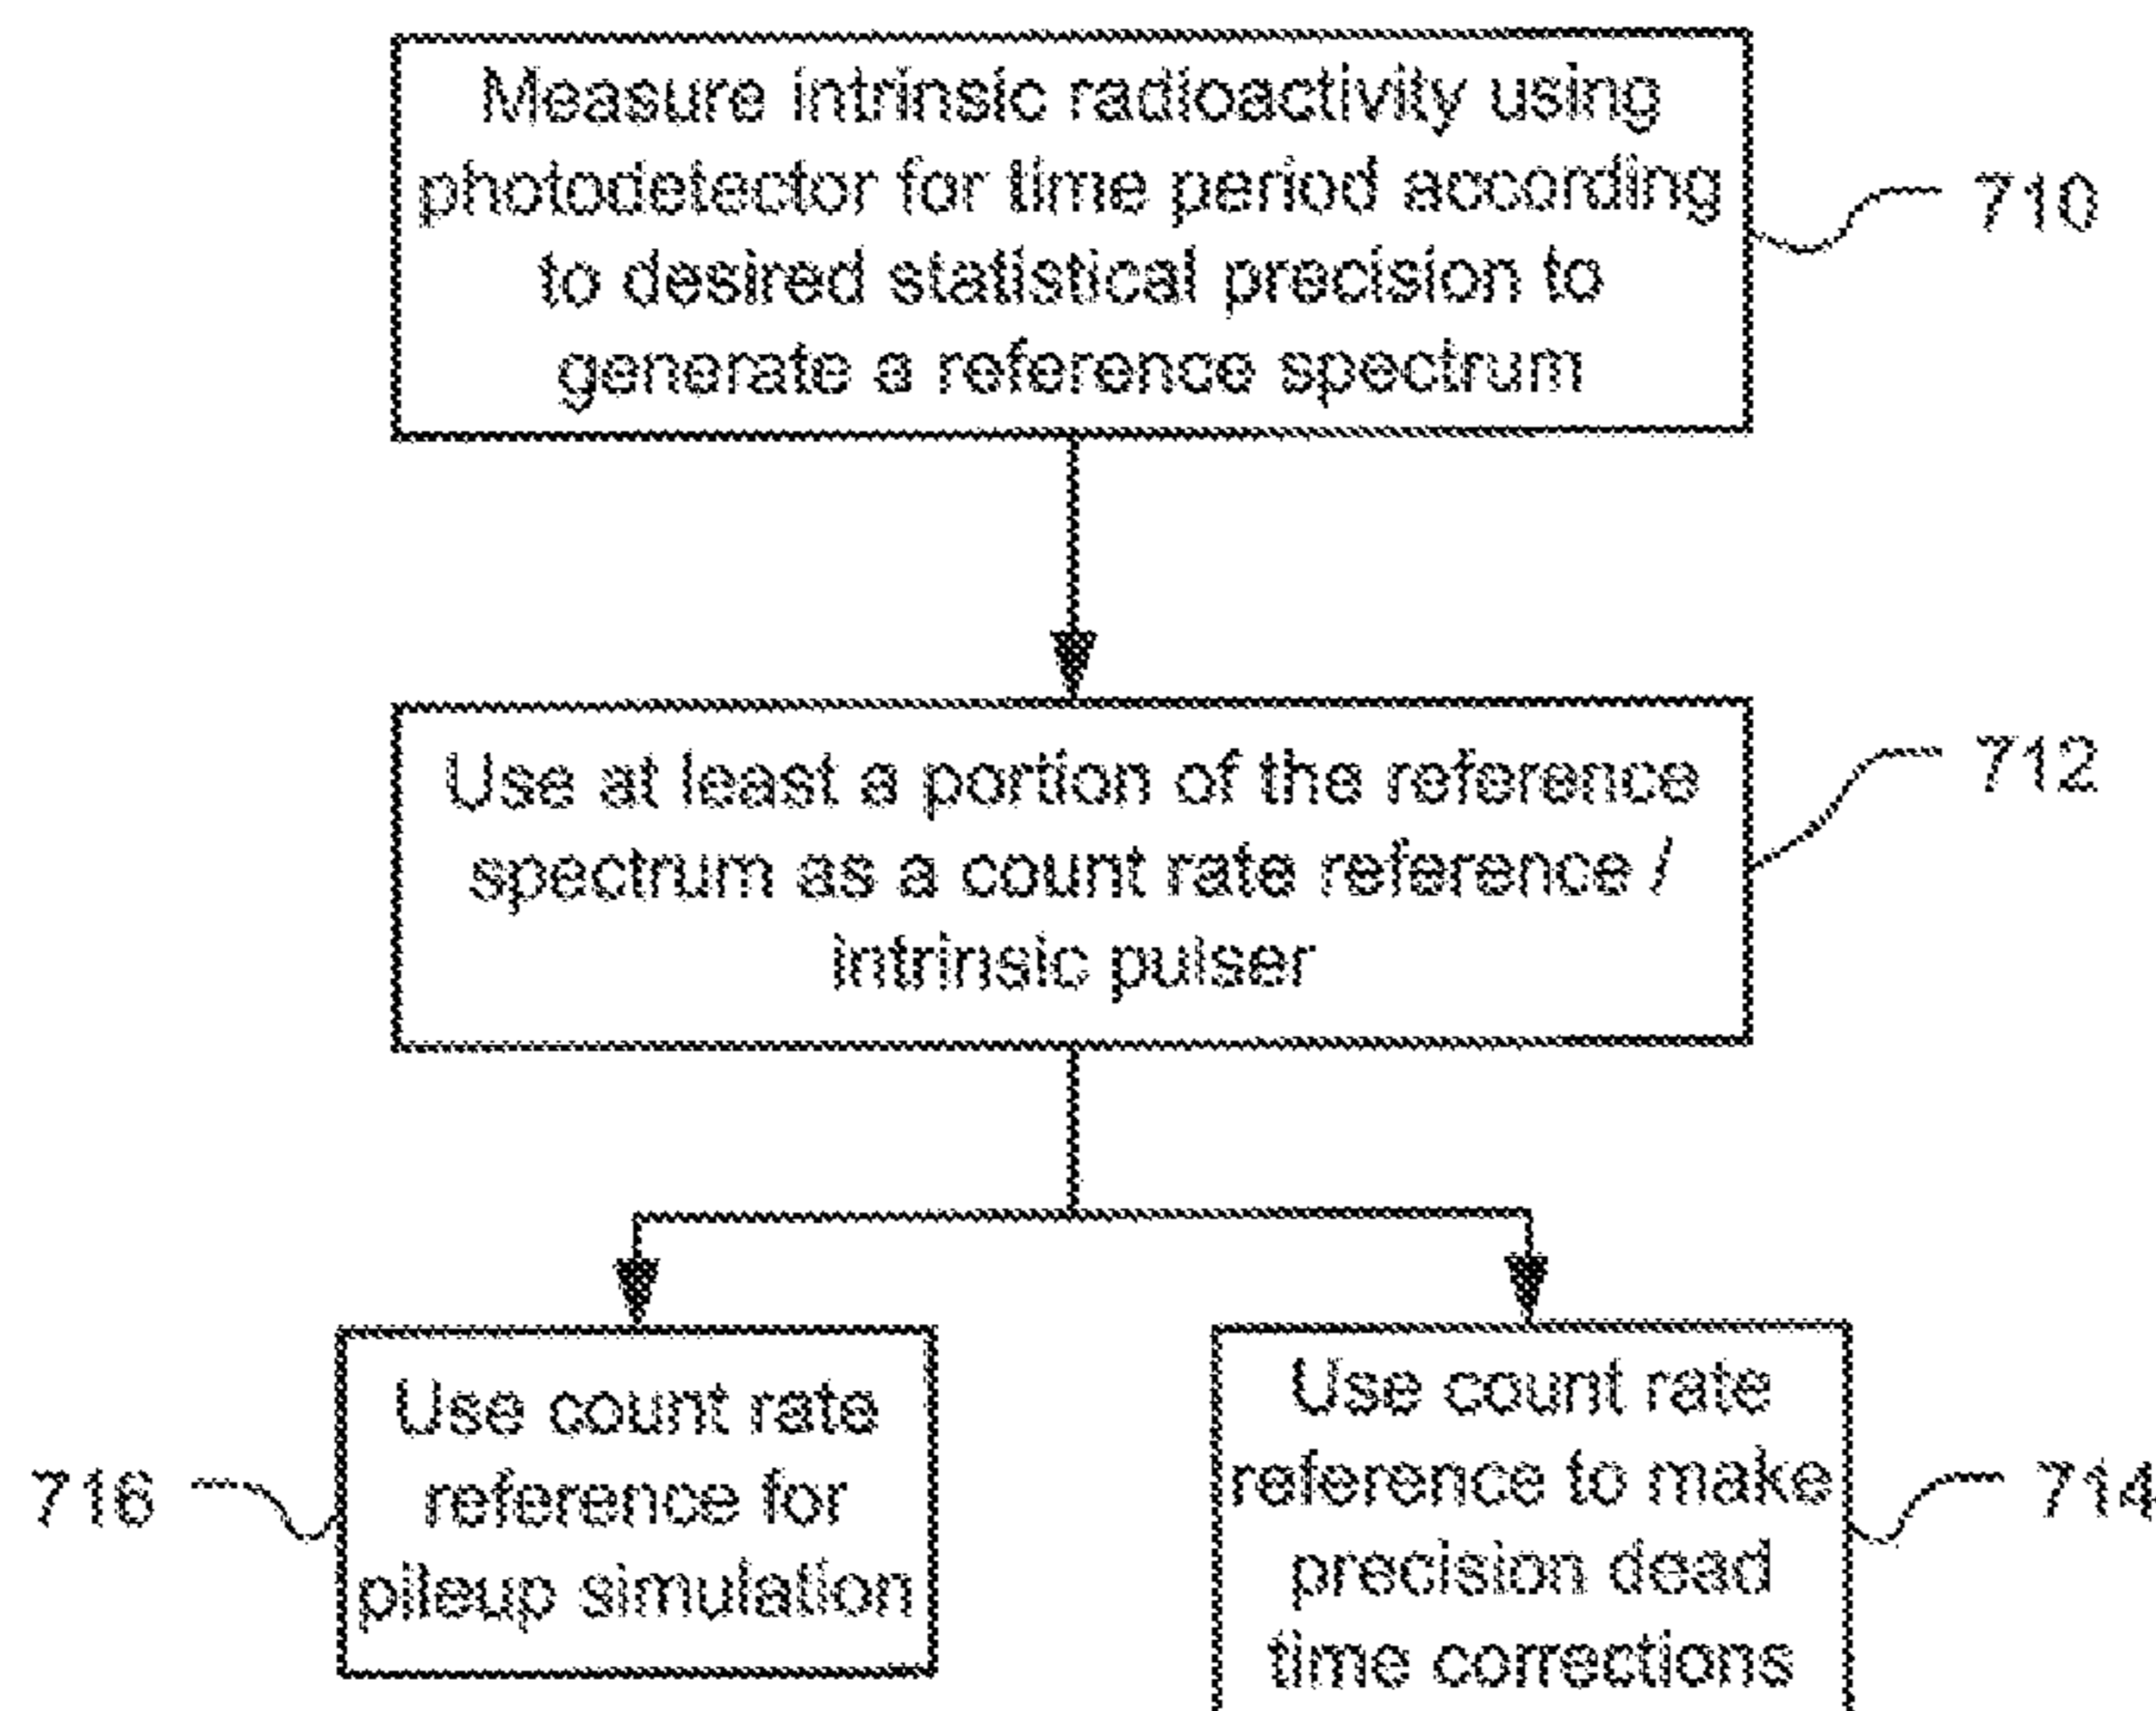 Measure intrinsic radioactivity using
photodetector for time period according
to desired statistical precision to
generate a reference spectrum
710
Use at least a portion of the reference
spectrum as a count rate reference /
intrinsic pulser
712
Use count rate
reference for
pileup simulation
716
Use count rate
reference to make
precision dead
time corrections
714